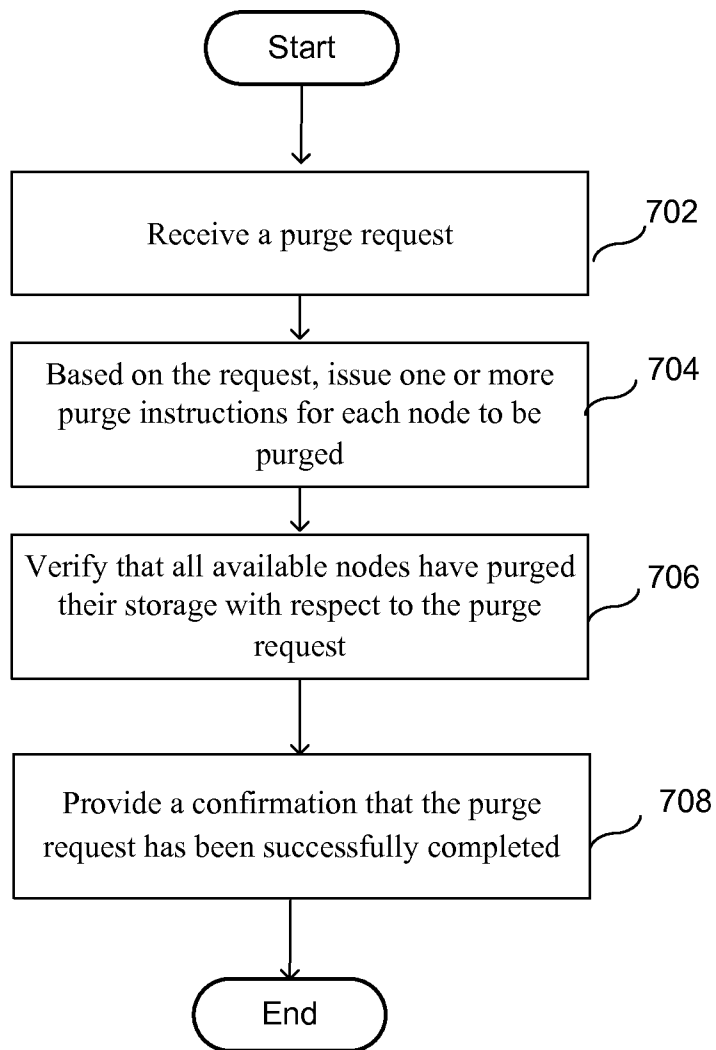 Start
702
Receive a purge request
704
Based on the request, issue one or more
purge instructions for each node to be
purged
706
Verify that all available nodes have purged
their storage with respect to the purge
request
708
Provide a confirmation that the purge
request has been successfully completed
End